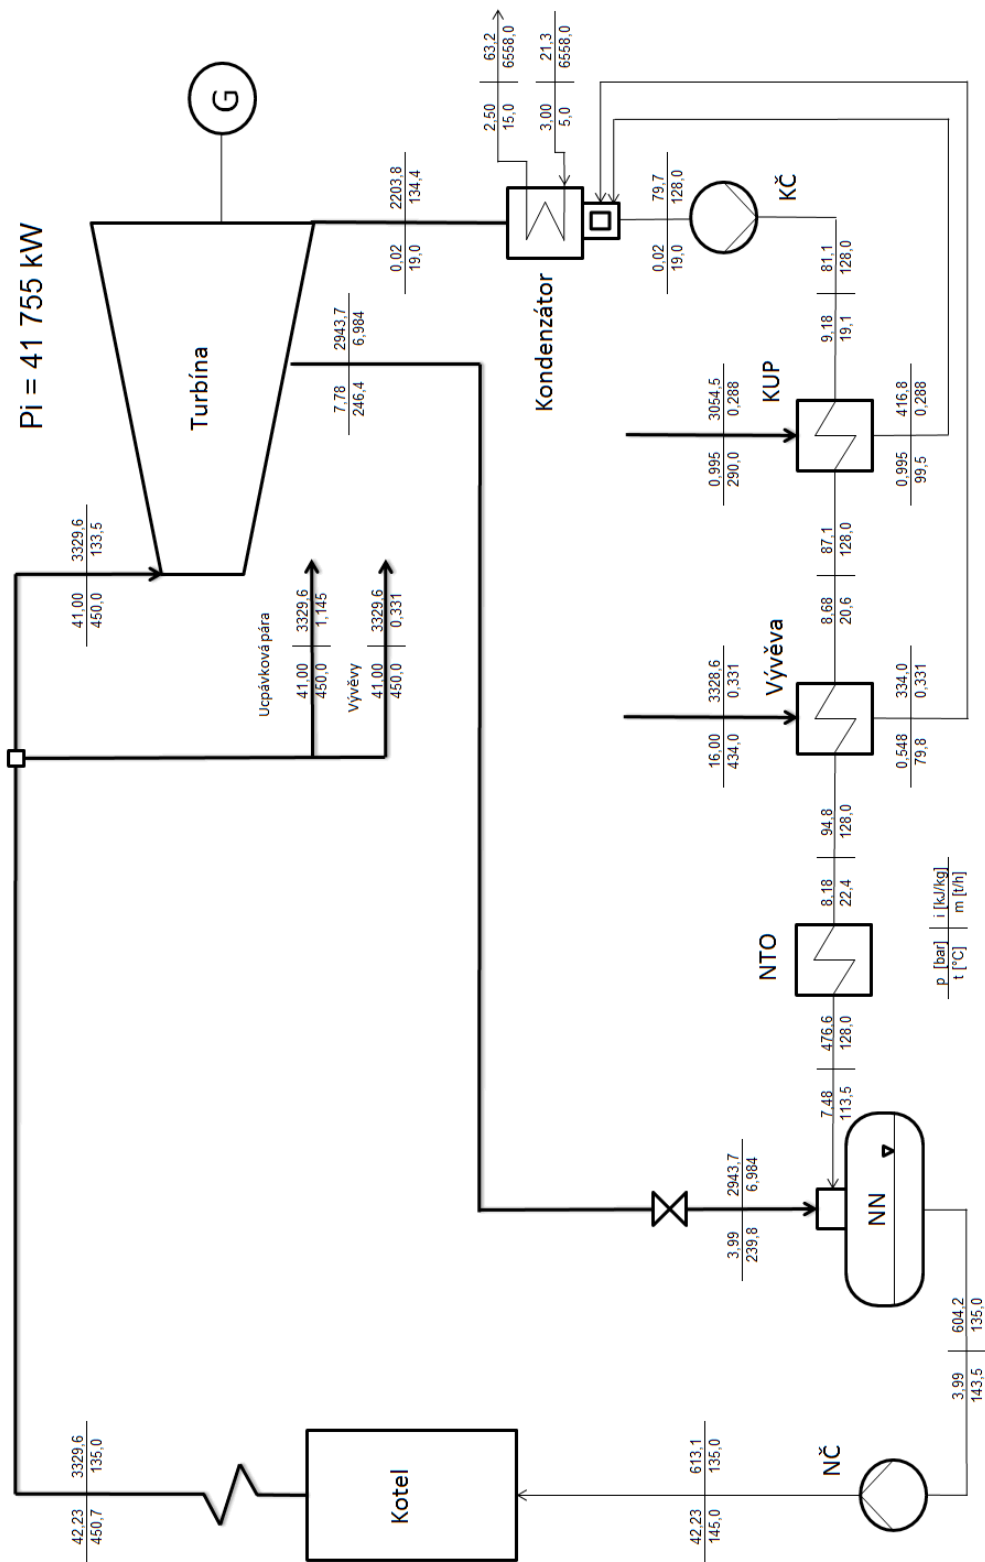 Pi = 41 755 kW
42,23 3329,6
450,7 135,0
41,00 3329,6
450,0 133,5
G
Turbína
Ucpávková pára
41,00 3329,6
450,0 1,145
Vývěvy
41,00 3329,6
450,0 0,331
7,78 2943,7
246,4 6,984
0,02 2203,8
19,0 134,4
Kotel
2,50 63,2
15,0 6558,0
3,00 21,3
5,0 6558,0
Kondenzátor
0,02 79,7
19,0 128,0
KČ
42,23 613,1
145,0 135,0
3,99 2943,7
239,8 6,984
16,00 3328,6
434,0 0,331
0,995 3054,5
290,0 0,288
NTO
Vývěva
KUP
7,48 476,6
113,5 128,0
8,18 94,8
22,4 128,0
8,68 87,1
20,6 128,0
9,18 81,1
19,1 128,0
NČ
NN
0,548 334,0
79,8 0,331
0,995 416,8
99,5 0,288
3,99 604,2
143,5 135,0
p [bar] i [kJ/kg]
t [°C] m [t/h]